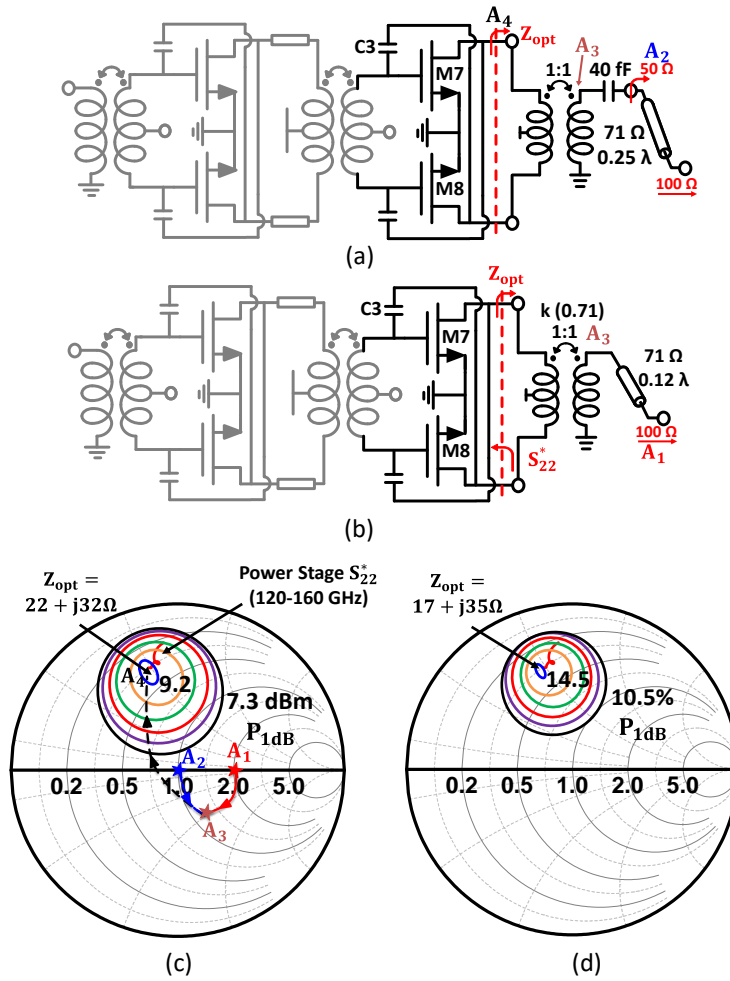 A₄
Zopt
C3
A₃
A₂
1:1
40 fF
50 Ω
M7
71 Ω
0.25 λ
M8
100 Ω
(a)
Zopt
k (0.71)
C3
1:1
A₃
M7
71 Ω
0.12 λ
M8
S₂₂*
100 Ω
A₁
(b)
Zopt =
22 + j32Ω
Power Stage S₂₂*
(120-160 GHz)
A₄
9.2
7.3 dBm
P1dB
A₂
A₁
0.2
0.5
1.0
2.0
5.0
A₃
(c)
Zopt =
17 + j35Ω
14.5
10.5%
P1dB
0.2
0.5
1.0
2.0
5.0
(d)